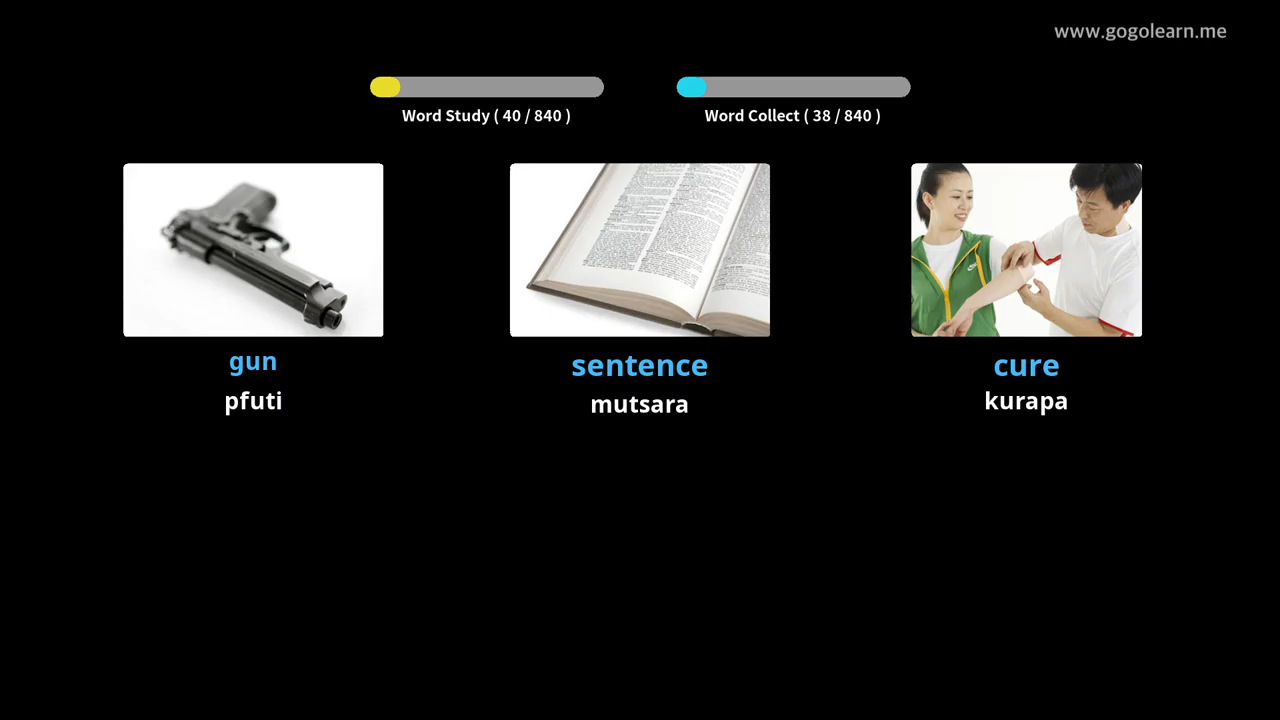 www.gogolearn.me
Word Study ( 40 / 840 )
Word Collect ( 38 / 840 )
gun
pfuti
sentence
mutsara
cure
kurapa